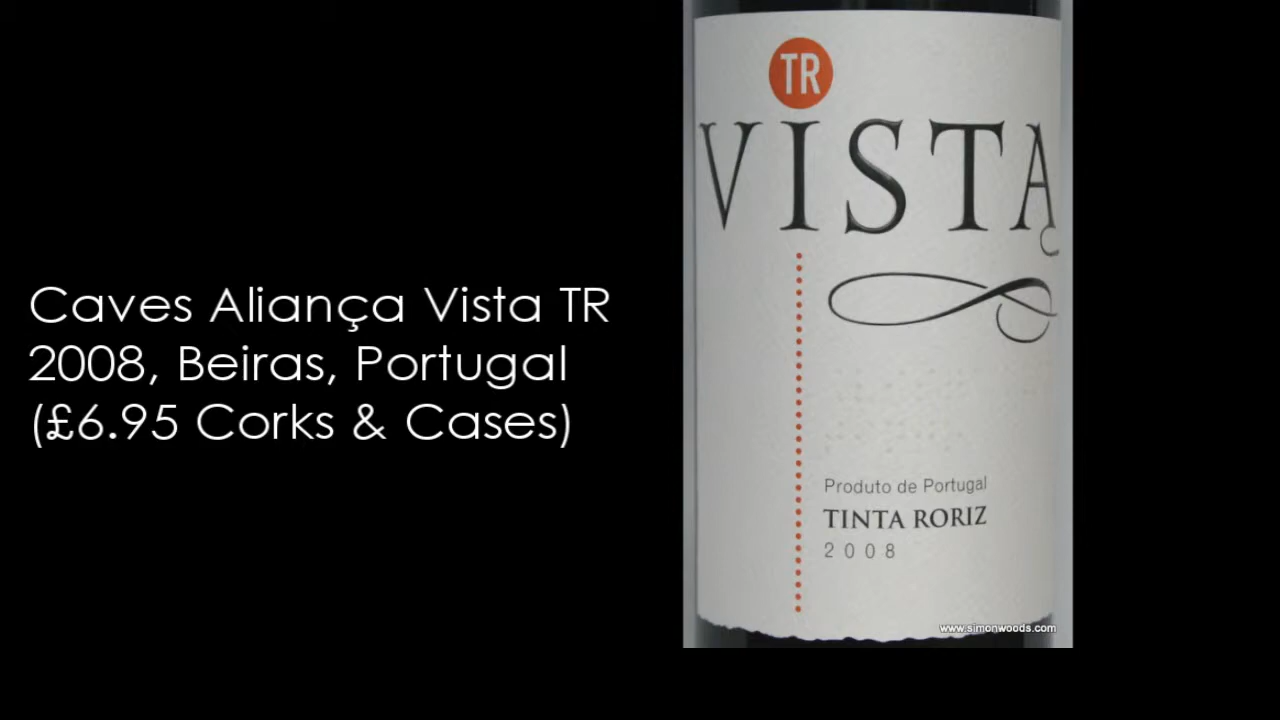 Caves Aliança Vista TR
2008, Beiras, Portugal
(£6.95 Corks & Cases)
TR
VISTA
Produto de Portugal
TINTA RORIZ
2008
www.simonwoods.com